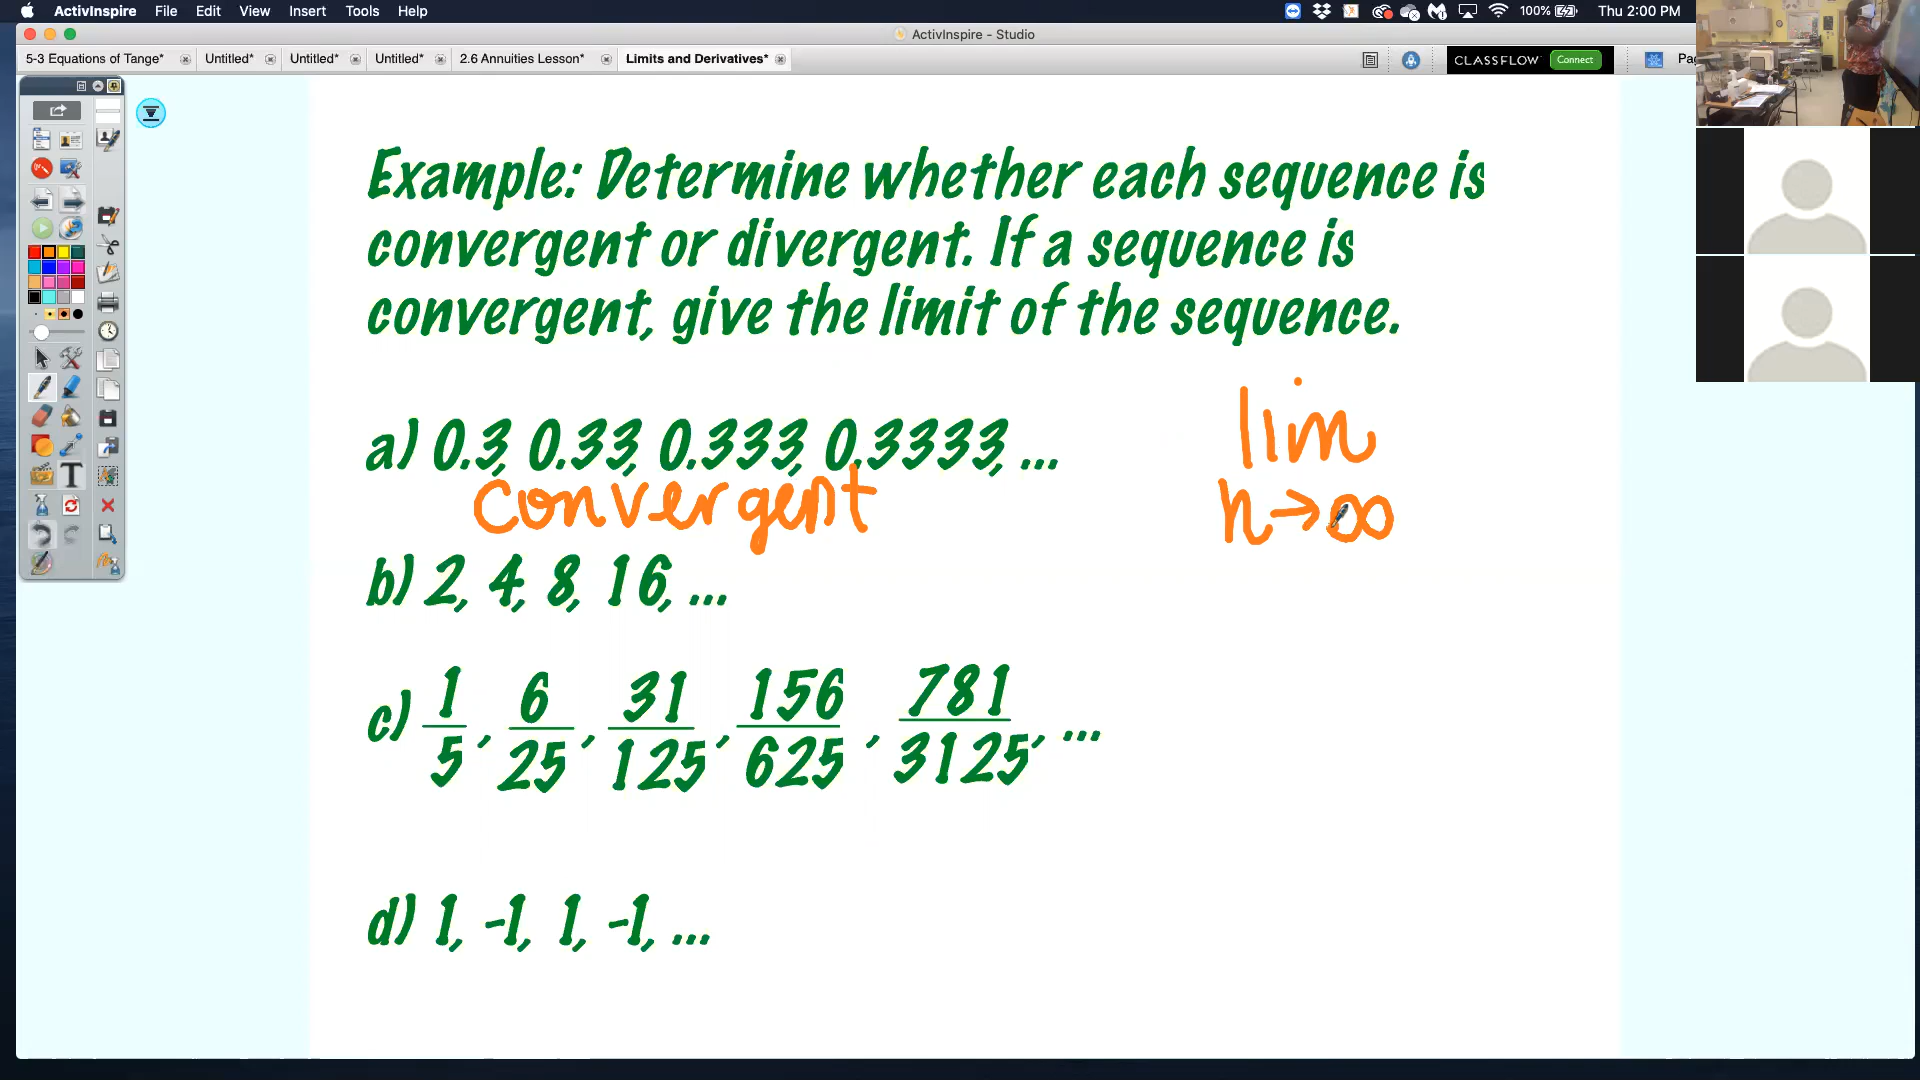 ActivInspire File Edit View Insert Tools Help 100% Thu 2:00 PM
ActivInspire - Studio
5-3 Equations of Tange* Untitled* Untitled* Untitled* 2.6 Annuities Lesson* Limits and Derivatives* CLASSFLOW Connect Pag
Example: Determine whether each sequence is
convergent or divergent. If a sequence is
convergent, give the limit of the sequence.
a) 0.3, 0.33, 0.333, 0.3333, ...
convergent
lim
n→∞
b) 2, 4, 8, 16, ...
c) 1/5, 6/25, 31/125, 156/625, 781/3125, ...
d) 1, -1, 1, -1, ...